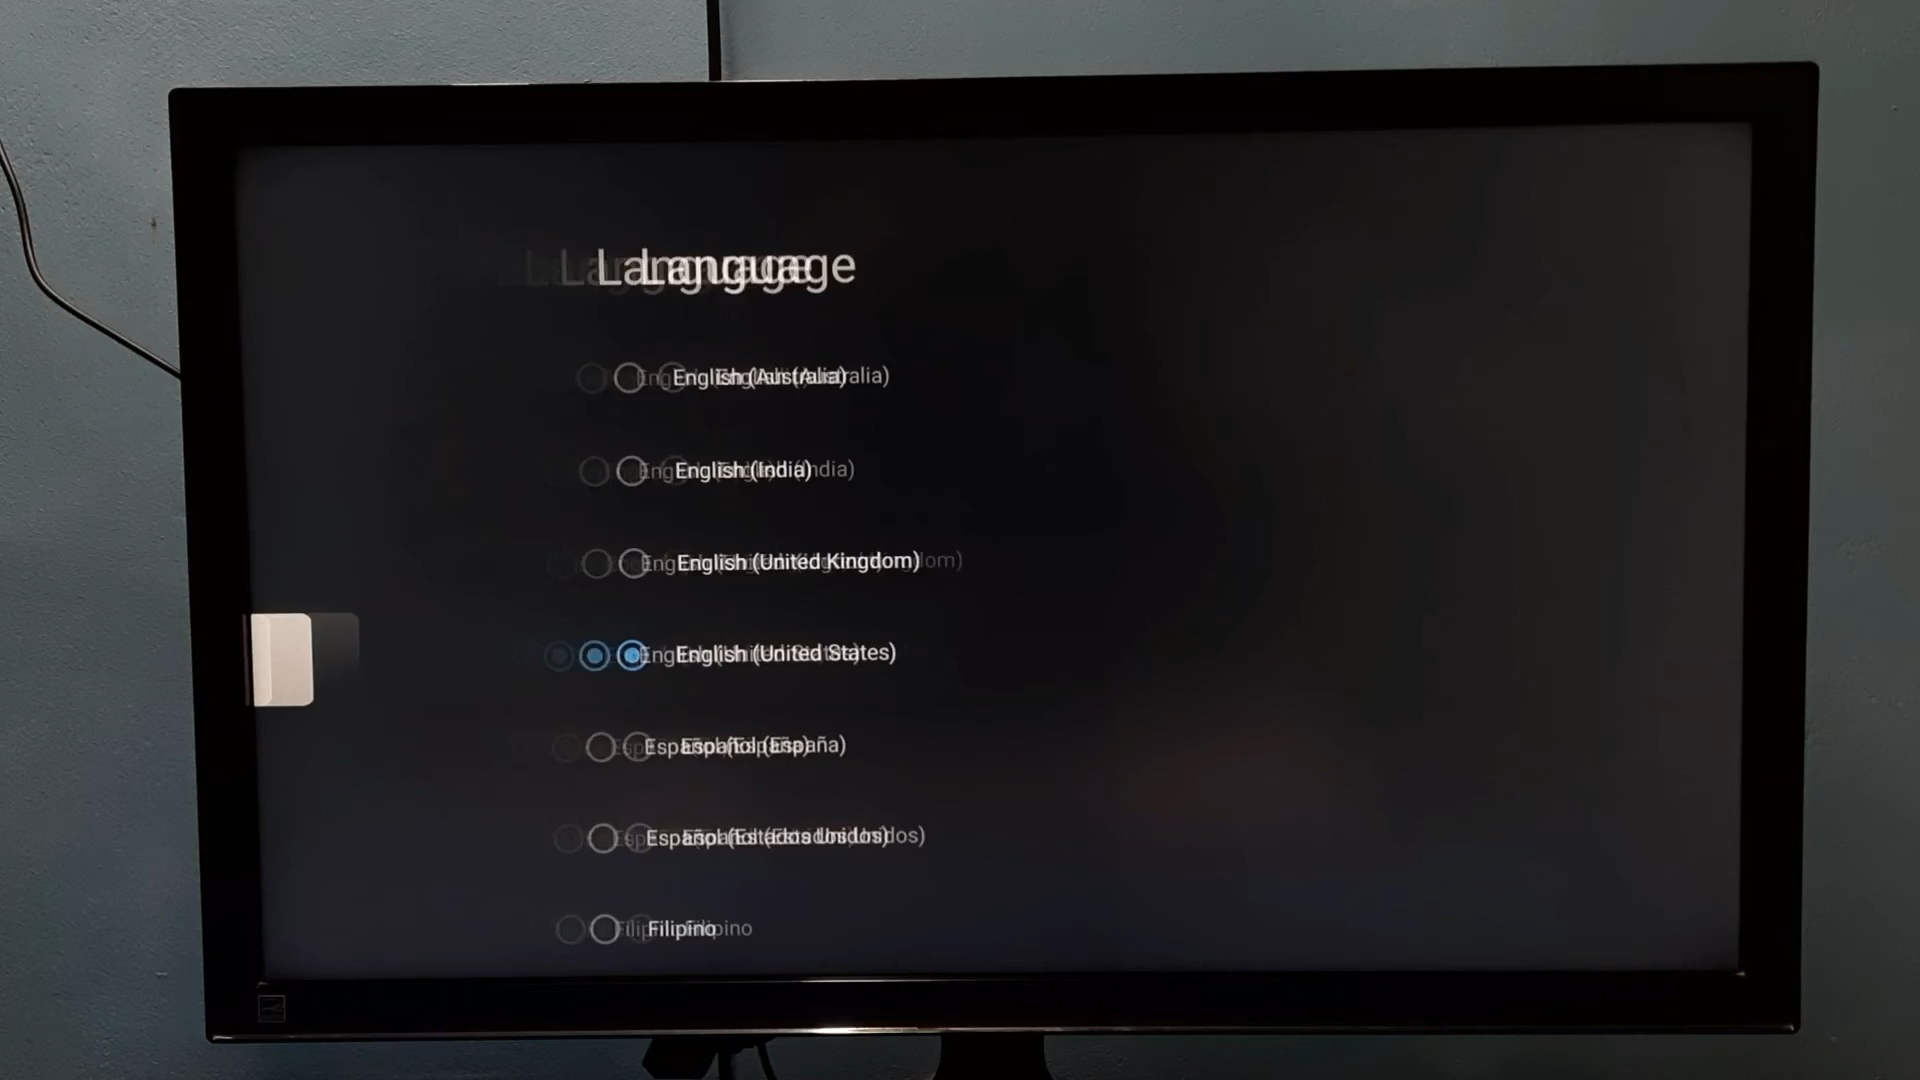 Language
English (Australia)
English (India)
English (United Kingdom)
English (United States)
Español (España)
Español (Estados Unidos)
Filipino